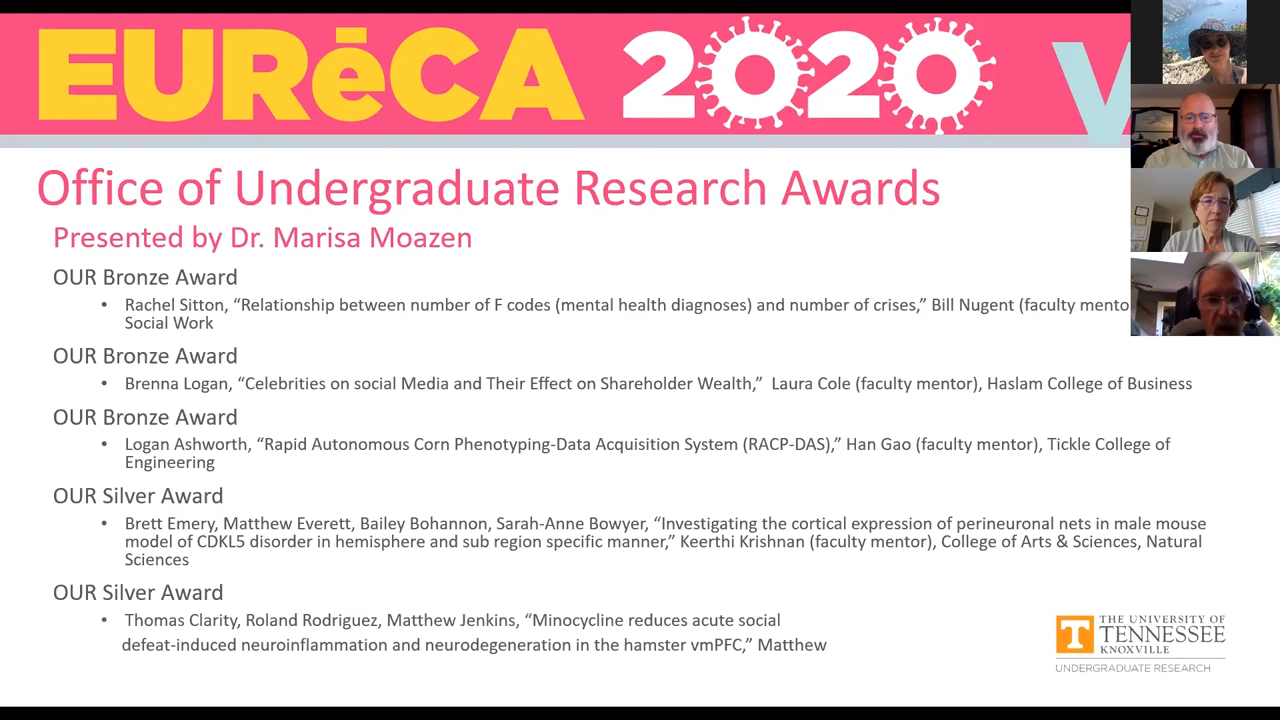 EURēCA 2020 V
Office of Undergraduate Research Awards
Presented by Dr. Marisa Moazen
OUR Bronze Award
• Rachel Sitton, “Relationship between number of F codes (mental health diagnoses) and number of crises,” Bill Nugent (faculty mento
Social Work
OUR Bronze Award
• Brenna Logan, “Celebrities on social Media and Their Effect on Shareholder Wealth,” Laura Cole (faculty mentor), Haslam College of Business
OUR Bronze Award
• Logan Ashworth, “Rapid Autonomous Corn Phenotyping-Data Acquisition System (RACP-DAS),” Han Gao (faculty mentor), Tickle College of
Engineering
OUR Silver Award
• Brett Emery, Matthew Everett, Bailey Bohannon, Sarah-Anne Bowyer, “Investigating the cortical expression of perineuronal nets in male mouse
model of CDKL5 disorder in hemisphere and sub region specific manner,” Keerthi Krishnan (faculty mentor), College of Arts & Sciences, Natural
Sciences
OUR Silver Award
• Thomas Clarity, Roland Rodriguez, Matthew Jenkins, “Minocycline reduces acute social
defeat-induced neuroinflammation and neurodegeneration in the hamster vmPFC,” Matthew
T THE UNIVERSITY OF
TENNESSEE
KNOXVILLE
UNDERGRADUATE RESEARCH